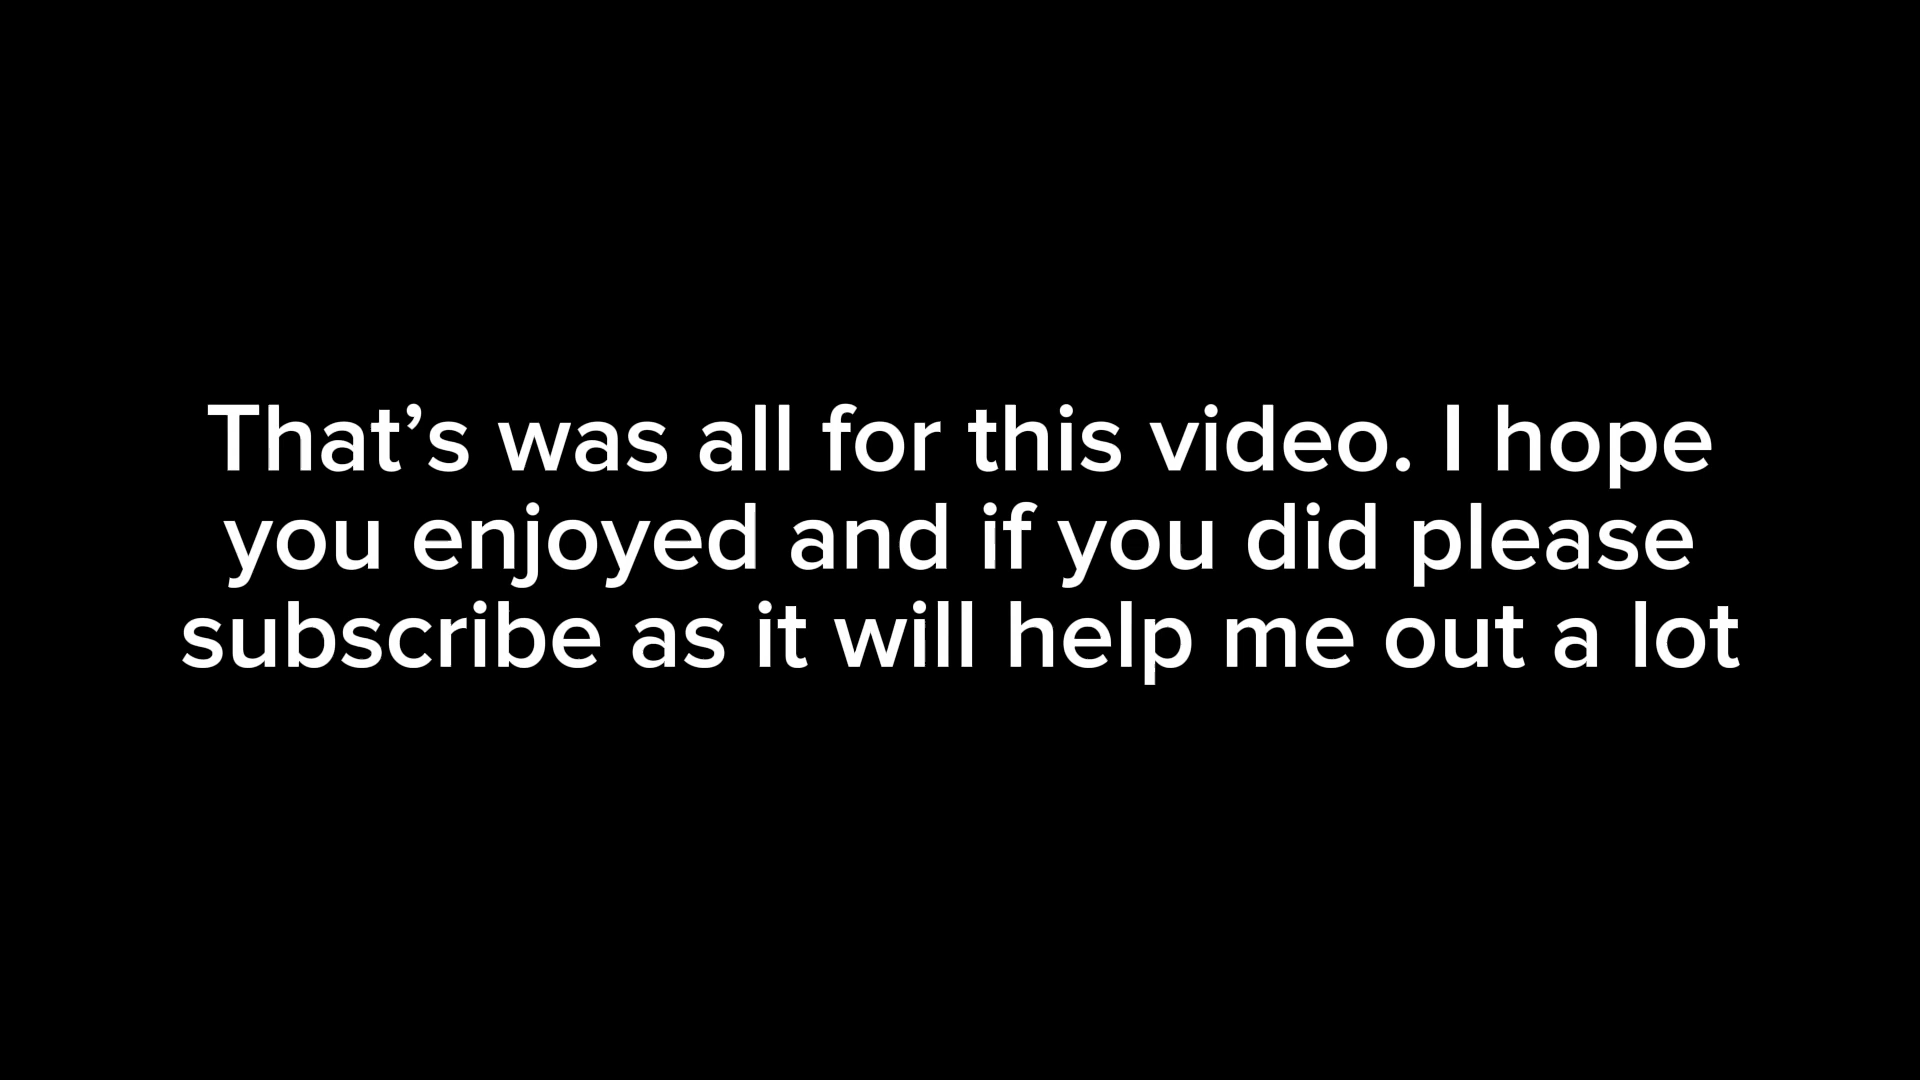 That’s was all for this video. I hope
you enjoyed and if you did please
subscribe as it will help me out a lot